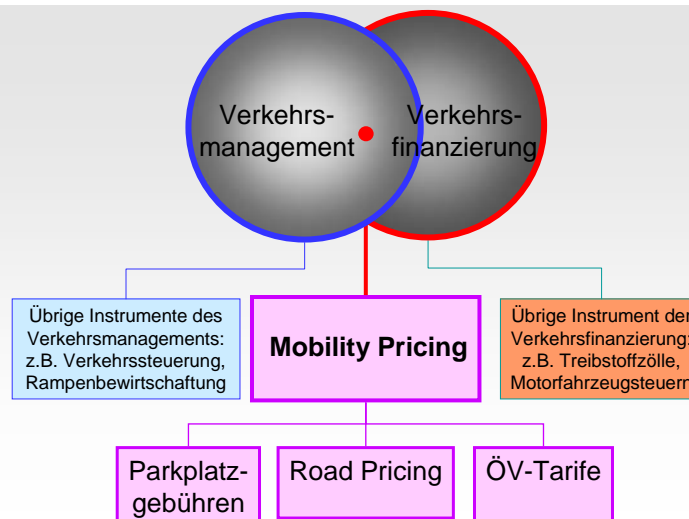 Verkehrs-
management
Verkehrs-
finanzierung
Übrige Instrumente des
Verkehrsmanagements:
z.B. Verkehrssteuerung,
Rampenbewirtschaftung
Mobility Pricing
Übrige Instrument der
Verkehrsfinanzierung:
z.B. Treibstoffzölle,
Motorfahrzeugsteuern
Parkplatz-
gebühren
Road Pricing
ÖV-Tarife